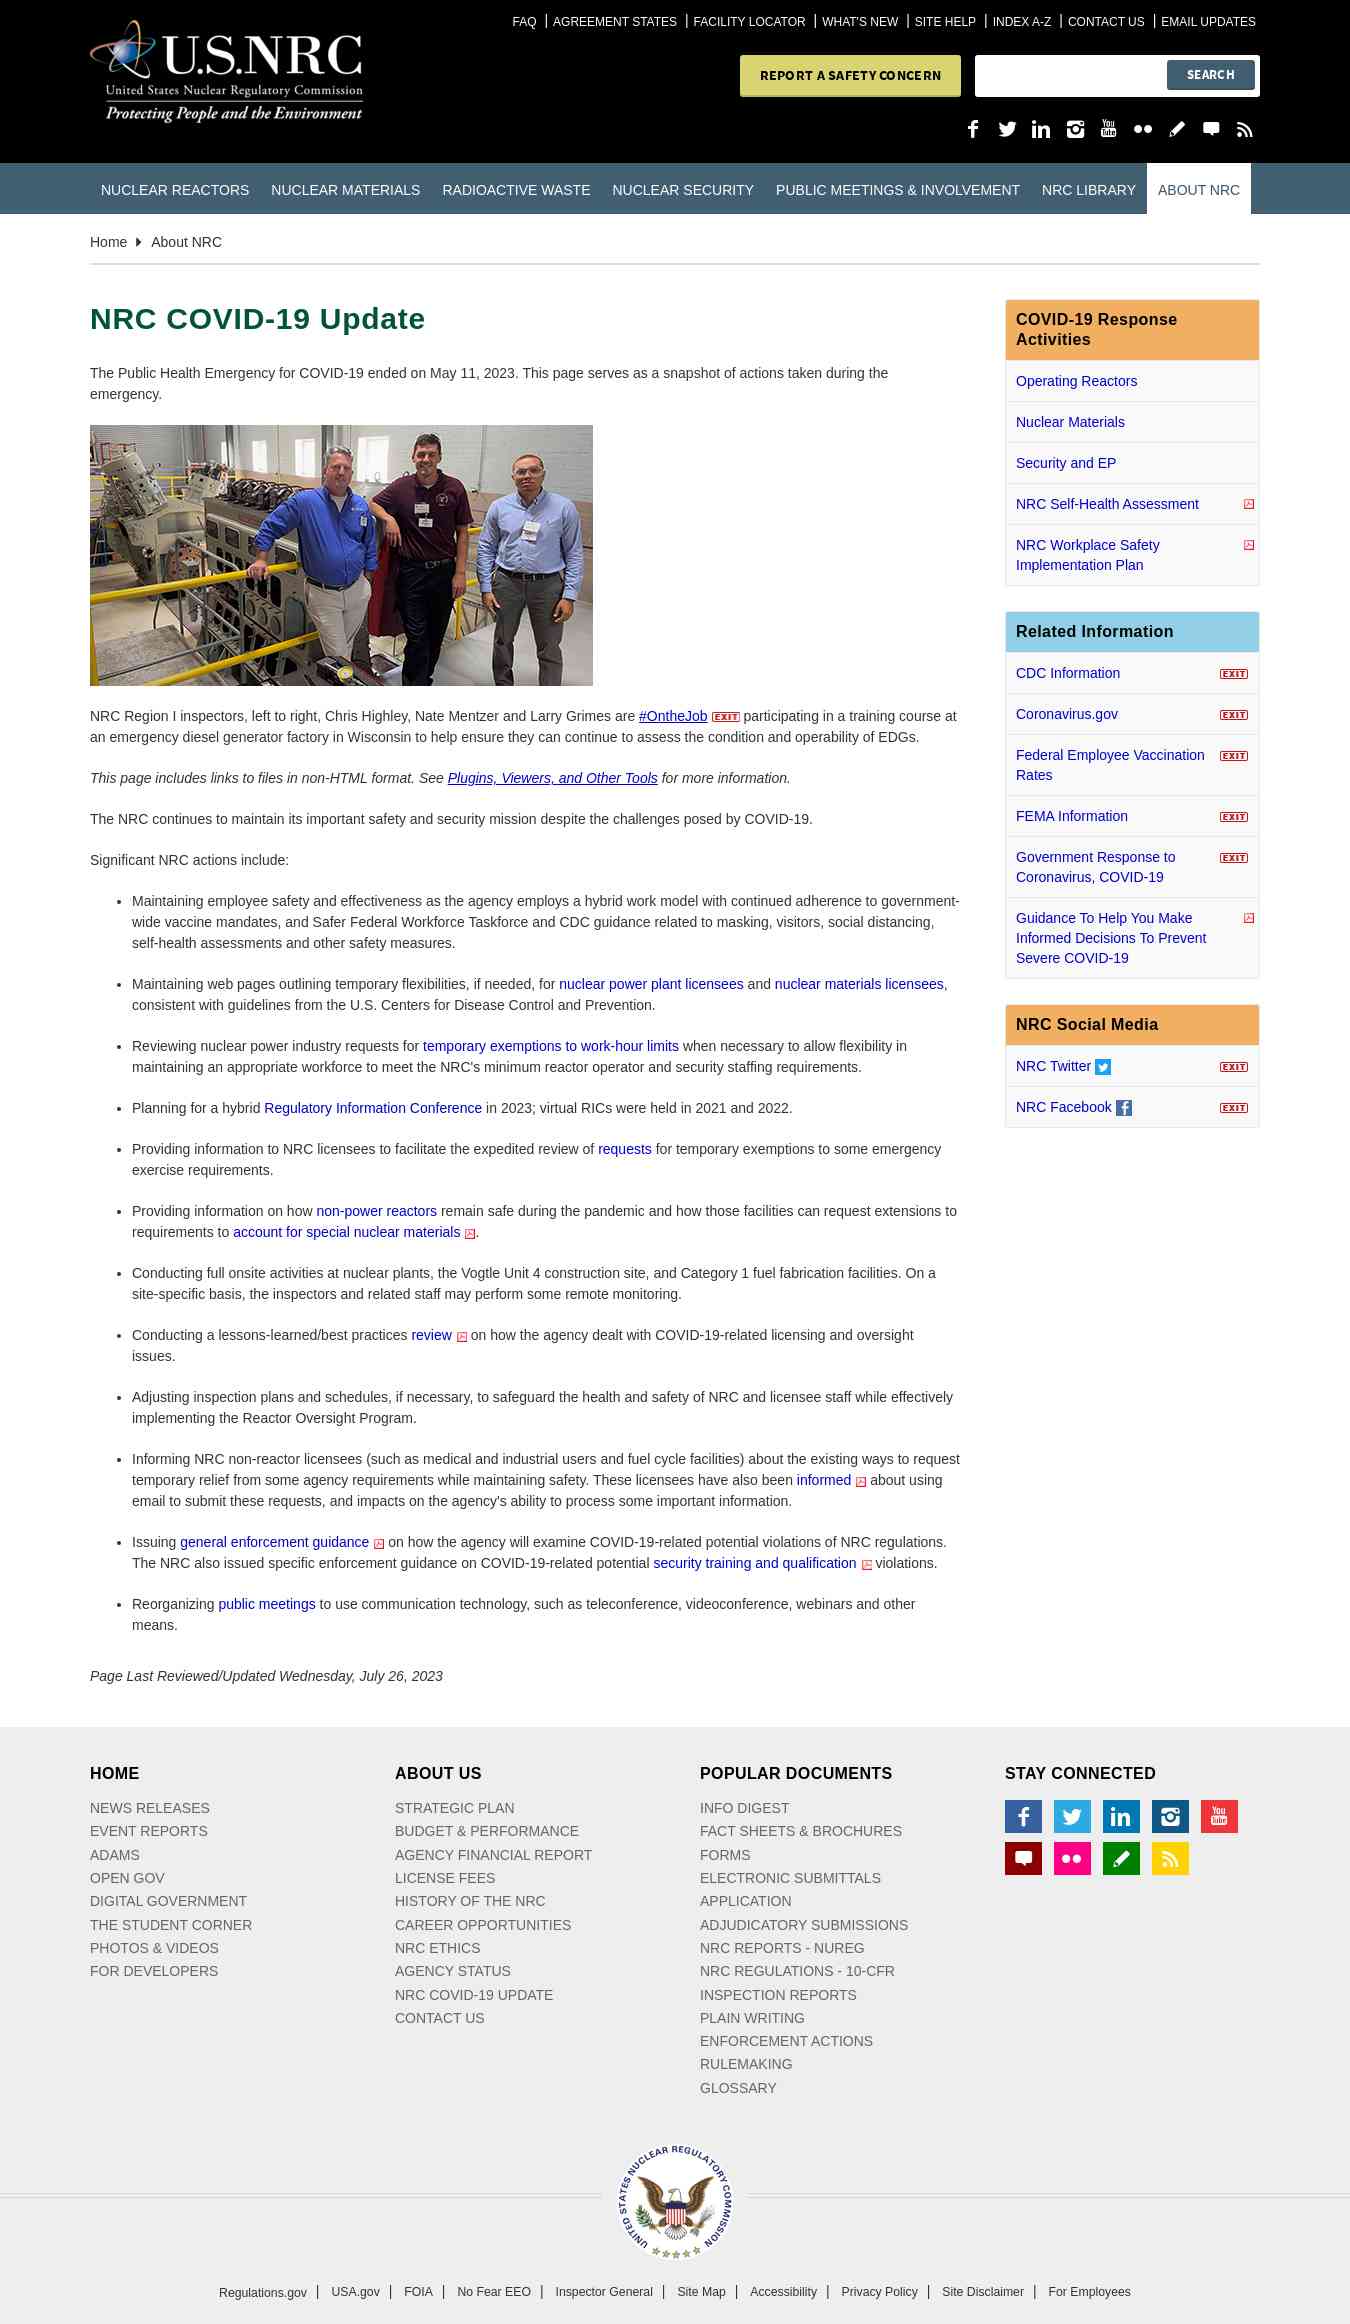 FAQ | AGREEMENT STATES | FACILITY LOCATOR | WHAT'S NEW | SITE HELP | INDEX A-Z | CONTACT US | EMAIL UPDATES
U.S.NRC
United States Nuclear Regulatory Commission
Protecting People and the Environment
REPORT A SAFETY CONCERN
SEARCH
NUCLEAR REACTORS NUCLEAR MATERIALS RADIOACTIVE WASTE NUCLEAR SECURITY PUBLIC MEETINGS & INVOLVEMENT NRC LIBRARY ABOUT NRC
Home About NRC
NRC COVID-19 Update
The Public Health Emergency for COVID-19 ended on May 11, 2023. This page serves as a snapshot of actions taken during the
emergency.
NRC Region I inspectors, left to right, Chris Highley, Nate Mentzer and Larry Grimes are #OntheJob EXIT participating in a training course at
an emergency diesel generator factory in Wisconsin to help ensure they can continue to assess the condition and operability of EDGs.
This page includes links to files in non-HTML format. See Plugins, Viewers, and Other Tools for more information.
The NRC continues to maintain its important safety and security mission despite the challenges posed by COVID-19.
Significant NRC actions include:
• Maintaining employee safety and effectiveness as the agency employs a hybrid work model with continued adherence to government-
wide vaccine mandates, and Safer Federal Workforce Taskforce and CDC guidance related to masking, visitors, social distancing,
self-health assessments and other safety measures.
• Maintaining web pages outlining temporary flexibilities, if needed, for nuclear power plant licensees and nuclear materials licensees,
consistent with guidelines from the U.S. Centers for Disease Control and Prevention.
• Reviewing nuclear power industry requests for temporary exemptions to work-hour limits when necessary to allow flexibility in
maintaining an appropriate workforce to meet the NRC's minimum reactor operator and security staffing requirements.
• Planning for a hybrid Regulatory Information Conference in 2023; virtual RICs were held in 2021 and 2022.
• Providing information to NRC licensees to facilitate the expedited review of requests for temporary exemptions to some emergency
exercise requirements.
• Providing information on how non-power reactors remain safe during the pandemic and how those facilities can request extensions to
requirements to account for special nuclear materials .
• Conducting full onsite activities at nuclear plants, the Vogtle Unit 4 construction site, and Category 1 fuel fabrication facilities. On a
site-specific basis, the inspectors and related staff may perform some remote monitoring.
• Conducting a lessons-learned/best practices review on how the agency dealt with COVID-19-related licensing and oversight
issues.
• Adjusting inspection plans and schedules, if necessary, to safeguard the health and safety of NRC and licensee staff while effectively
implementing the Reactor Oversight Program.
• Informing NRC non-reactor licensees (such as medical and industrial users and fuel cycle facilities) about the existing ways to request
temporary relief from some agency requirements while maintaining safety. These licensees have also been informed about using
email to submit these requests, and impacts on the agency's ability to process some important information.
• Issuing general enforcement guidance on how the agency will examine COVID-19-related potential violations of NRC regulations.
The NRC also issued specific enforcement guidance on COVID-19-related potential security training and qualification violations.
• Reorganizing public meetings to use communication technology, such as teleconference, videoconference, webinars and other
means.
Page Last Reviewed/Updated Wednesday, July 26, 2023
COVID-19 Response
Activities
Operating Reactors
Nuclear Materials
Security and EP
NRC Self-Health Assessment
NRC Workplace Safety
Implementation Plan
Related Information
CDC Information EXIT
Coronavirus.gov EXIT
Federal Employee Vaccination EXIT
Rates
FEMA Information EXIT
Government Response to EXIT
Coronavirus, COVID-19
Guidance To Help You Make
Informed Decisions To Prevent
Severe COVID-19
NRC Social Media
NRC Twitter EXIT
NRC Facebook EXIT
HOME
NEWS RELEASES
EVENT REPORTS
ADAMS
OPEN GOV
DIGITAL GOVERNMENT
THE STUDENT CORNER
PHOTOS & VIDEOS
FOR DEVELOPERS
ABOUT US
STRATEGIC PLAN
BUDGET & PERFORMANCE
AGENCY FINANCIAL REPORT
LICENSE FEES
HISTORY OF THE NRC
CAREER OPPORTUNITIES
NRC ETHICS
AGENCY STATUS
NRC COVID-19 UPDATE
CONTACT US
POPULAR DOCUMENTS
INFO DIGEST
FACT SHEETS & BROCHURES
FORMS
ELECTRONIC SUBMITTALS
APPLICATION
ADJUDICATORY SUBMISSIONS
NRC REPORTS - NUREG
NRC REGULATIONS - 10-CFR
INSPECTION REPORTS
PLAIN WRITING
ENFORCEMENT ACTIONS
RULEMAKING
GLOSSARY
STAY CONNECTED
You Tube
UNITED STATES NUCLEAR REGULATORY COMMISSION
Regulations.gov | USA.gov | FOIA | No Fear EEO | Inspector General | Site Map | Accessibility | Privacy Policy | Site Disclaimer | For Employees